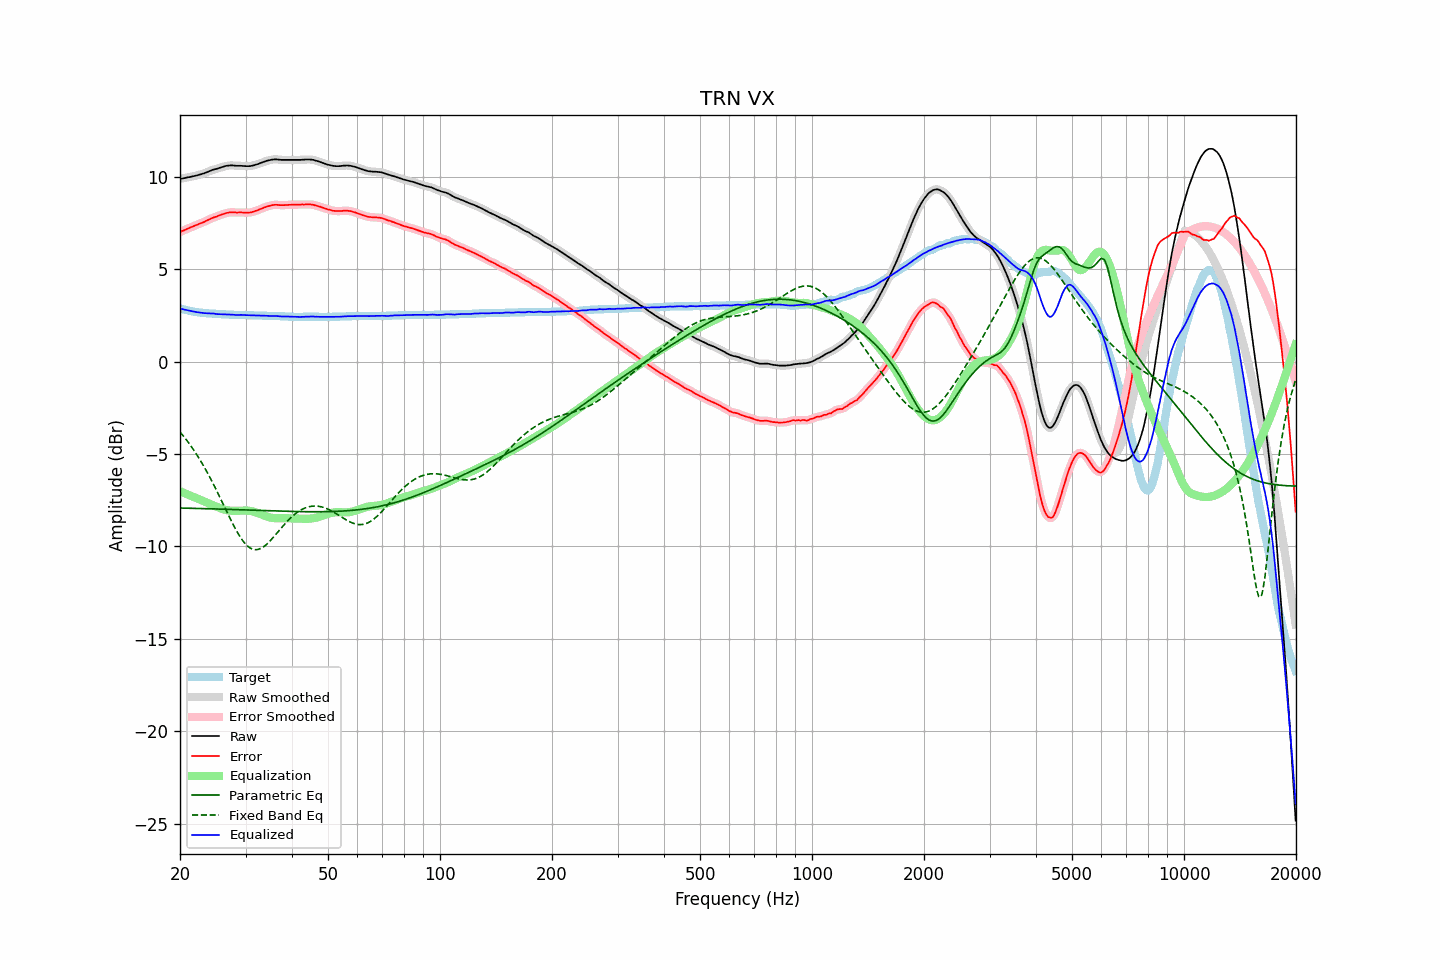 TRN VX
Amplitude (dBr)
10
5
0
−5
−10
−15
−20
−25
Target
Raw Smoothed
Error Smoothed
Raw
Error
Equalization
Parametric Eq
Fixed Band Eq
Equalized
20 50 100 200 500 1000 2000 5000 10000 20000
Frequency (Hz)